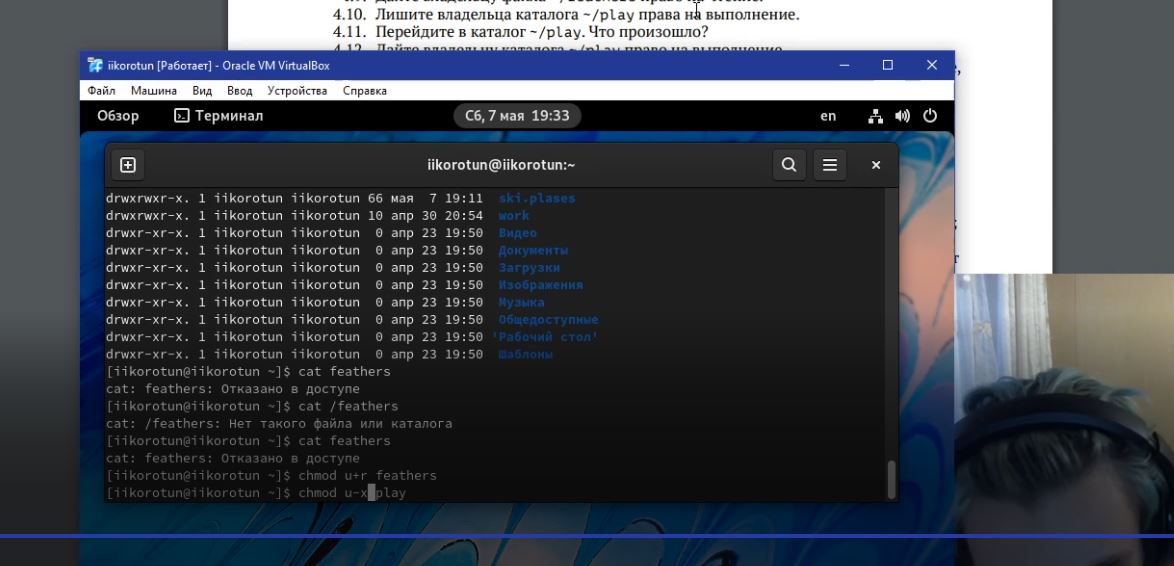 4.10. Лишите владельца каталога ~/play права на выполнение.
4.11. Перейдите в каталог ~/play. Что произошло?
4.12. Дайте владельцу каталога ~/play право на выполнение.
iikorotun [Работает] - Oracle VM VirtualBox
Файл Машина Вид Ввод Устройства Справка
Обзор Терминал Сб, 7 мая 19:33 en
iikorotun@iikorotun:~
drwxrwxr-x. 1 iikorotun iikorotun 66 мая 7 19:11 ski.plases
drwxrwxr-x. 1 iikorotun iikorotun 10 апр 30 20:54 work
drwxr-xr-x. 1 iikorotun iikorotun 0 апр 23 19:50 Видео
drwxr-xr-x. 1 iikorotun iikorotun 0 апр 23 19:50 Документы
drwxr-xr-x. 1 iikorotun iikorotun 0 апр 23 19:50 Загрузки
drwxr-xr-x. 1 iikorotun iikorotun 0 апр 23 19:50 Изображения
drwxr-xr-x. 1 iikorotun iikorotun 0 апр 23 19:50 Музыка
drwxr-xr-x. 1 iikorotun iikorotun 0 апр 23 19:50 Общедоступные
drwxr-xr-x. 1 iikorotun iikorotun 0 апр 23 19:50 'Рабочий стол'
drwxr-xr-x. 1 iikorotun iikorotun 0 апр 23 19:50 Шаблоны
[iikorotun@iikorotun ~]$ cat feathers
cat: feathers: Отказано в доступе
[iikorotun@iikorotun ~]$ cat /feathers
cat: /feathers: Нет такого файла или каталога
[iikorotun@iikorotun ~]$ cat feathers
cat: feathers: Отказано в доступе
[iikorotun@iikorotun ~]$ chmod u+r feathers
[iikorotun@iikorotun ~]$ chmod u-x play